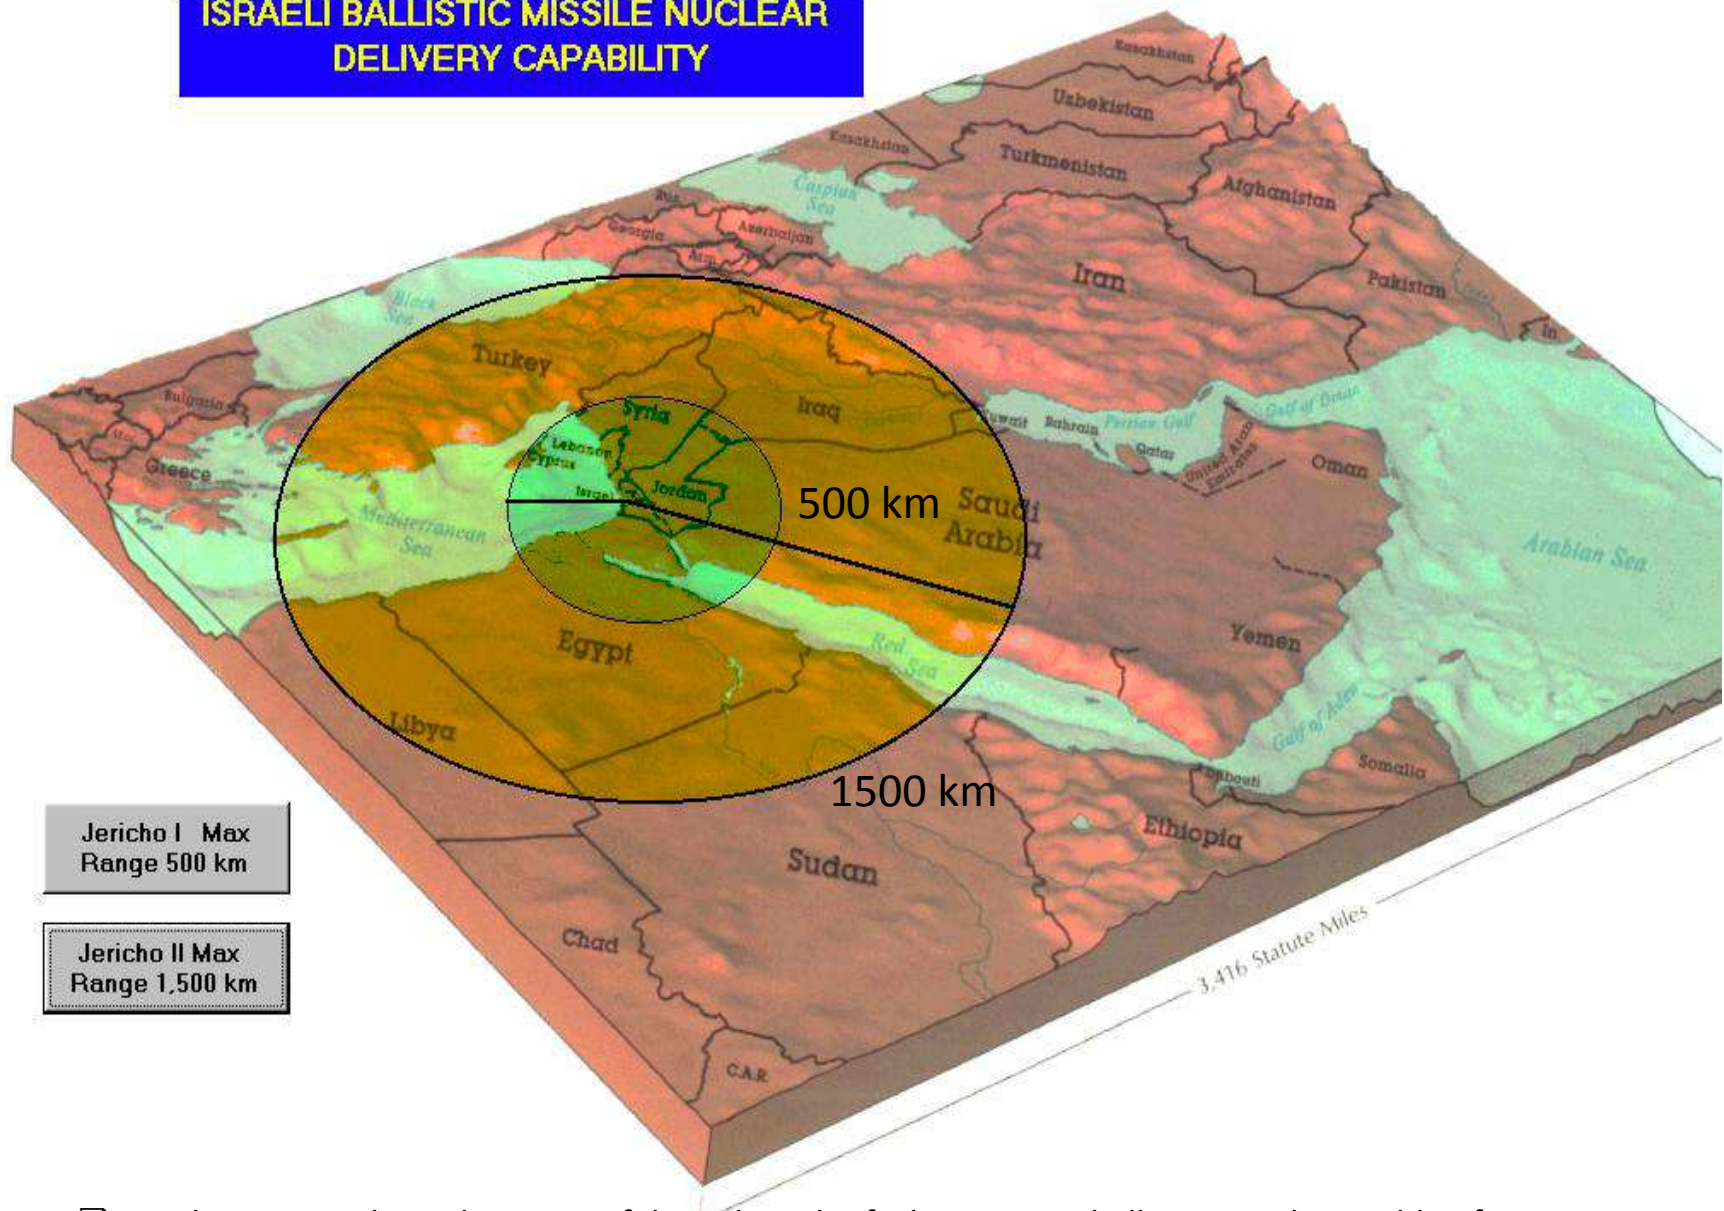 ISRAELI BALLISTIC MISSILE NUCLEAR
DELIVERY CAPABILITY
Kazakhstan
Uzbekistan
Kazakhstan
Turkmenistan
Afghanistan
Caspian
Sea
Georgia
Azerbaijan
Iran
Pakistan
In.
Black
Sea
Turkey
Bulgaria
Greece
Syria
Iraq
Lebanon
Cyprus
Israel
Jordan
Kuwait
Bahrain
Persian Gulf
Qatar
Gulf of Oman
United Arab
Emirates
Oman
500 km
Saudi
Arabia
Mediterranean
Sea
Arabian Sea
Egypt
Red
Sea
Yemen
Libya
Gulf of Aden
Djibouti
Somalia
1500 km
Ethiopia
Sudan
Chad
C.A.R.
Jericho I Max
Range 500 km
Jericho II Max
Range 1,500 km
3,416 Statute Miles